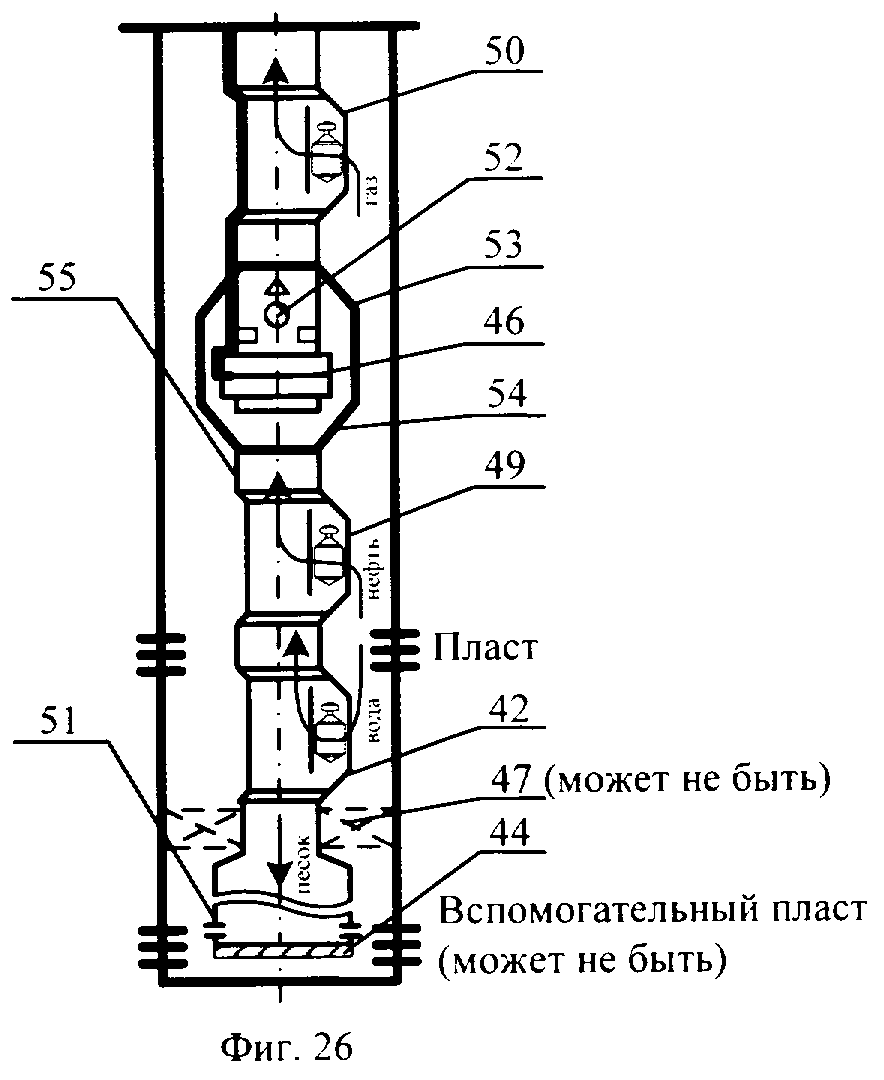 50
газ
52
53
55
46
54
49
нефть
Пласт
вода
51
42
47 (может не быть)
44
песок
Вспомогательный пласт
(может не быть)
Фиг. 26